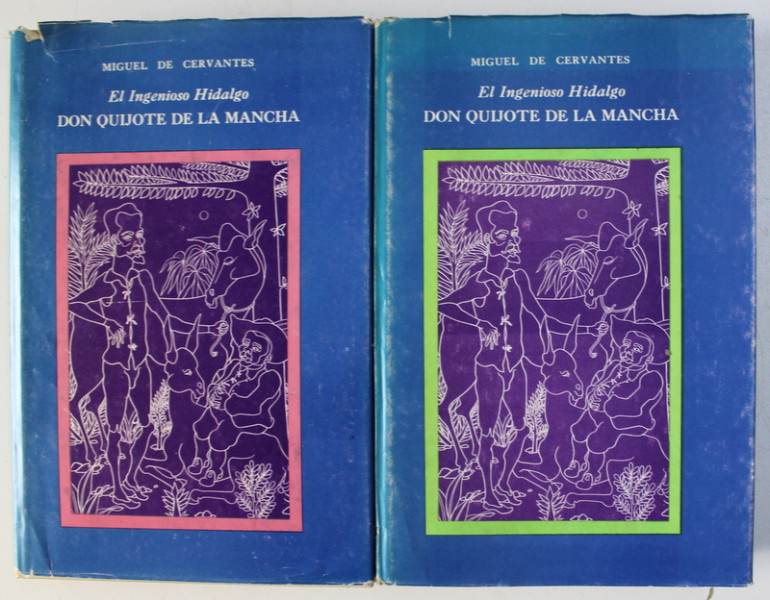 MIGUEL DE CERVANTES
El Ingenioso Hidalgo
DON QUIJOTE DE LA MANCHA
MIGUEL DE CERVANTES
El Ingenioso Hidalgo
DON QUIJOTE DE LA MANCHA